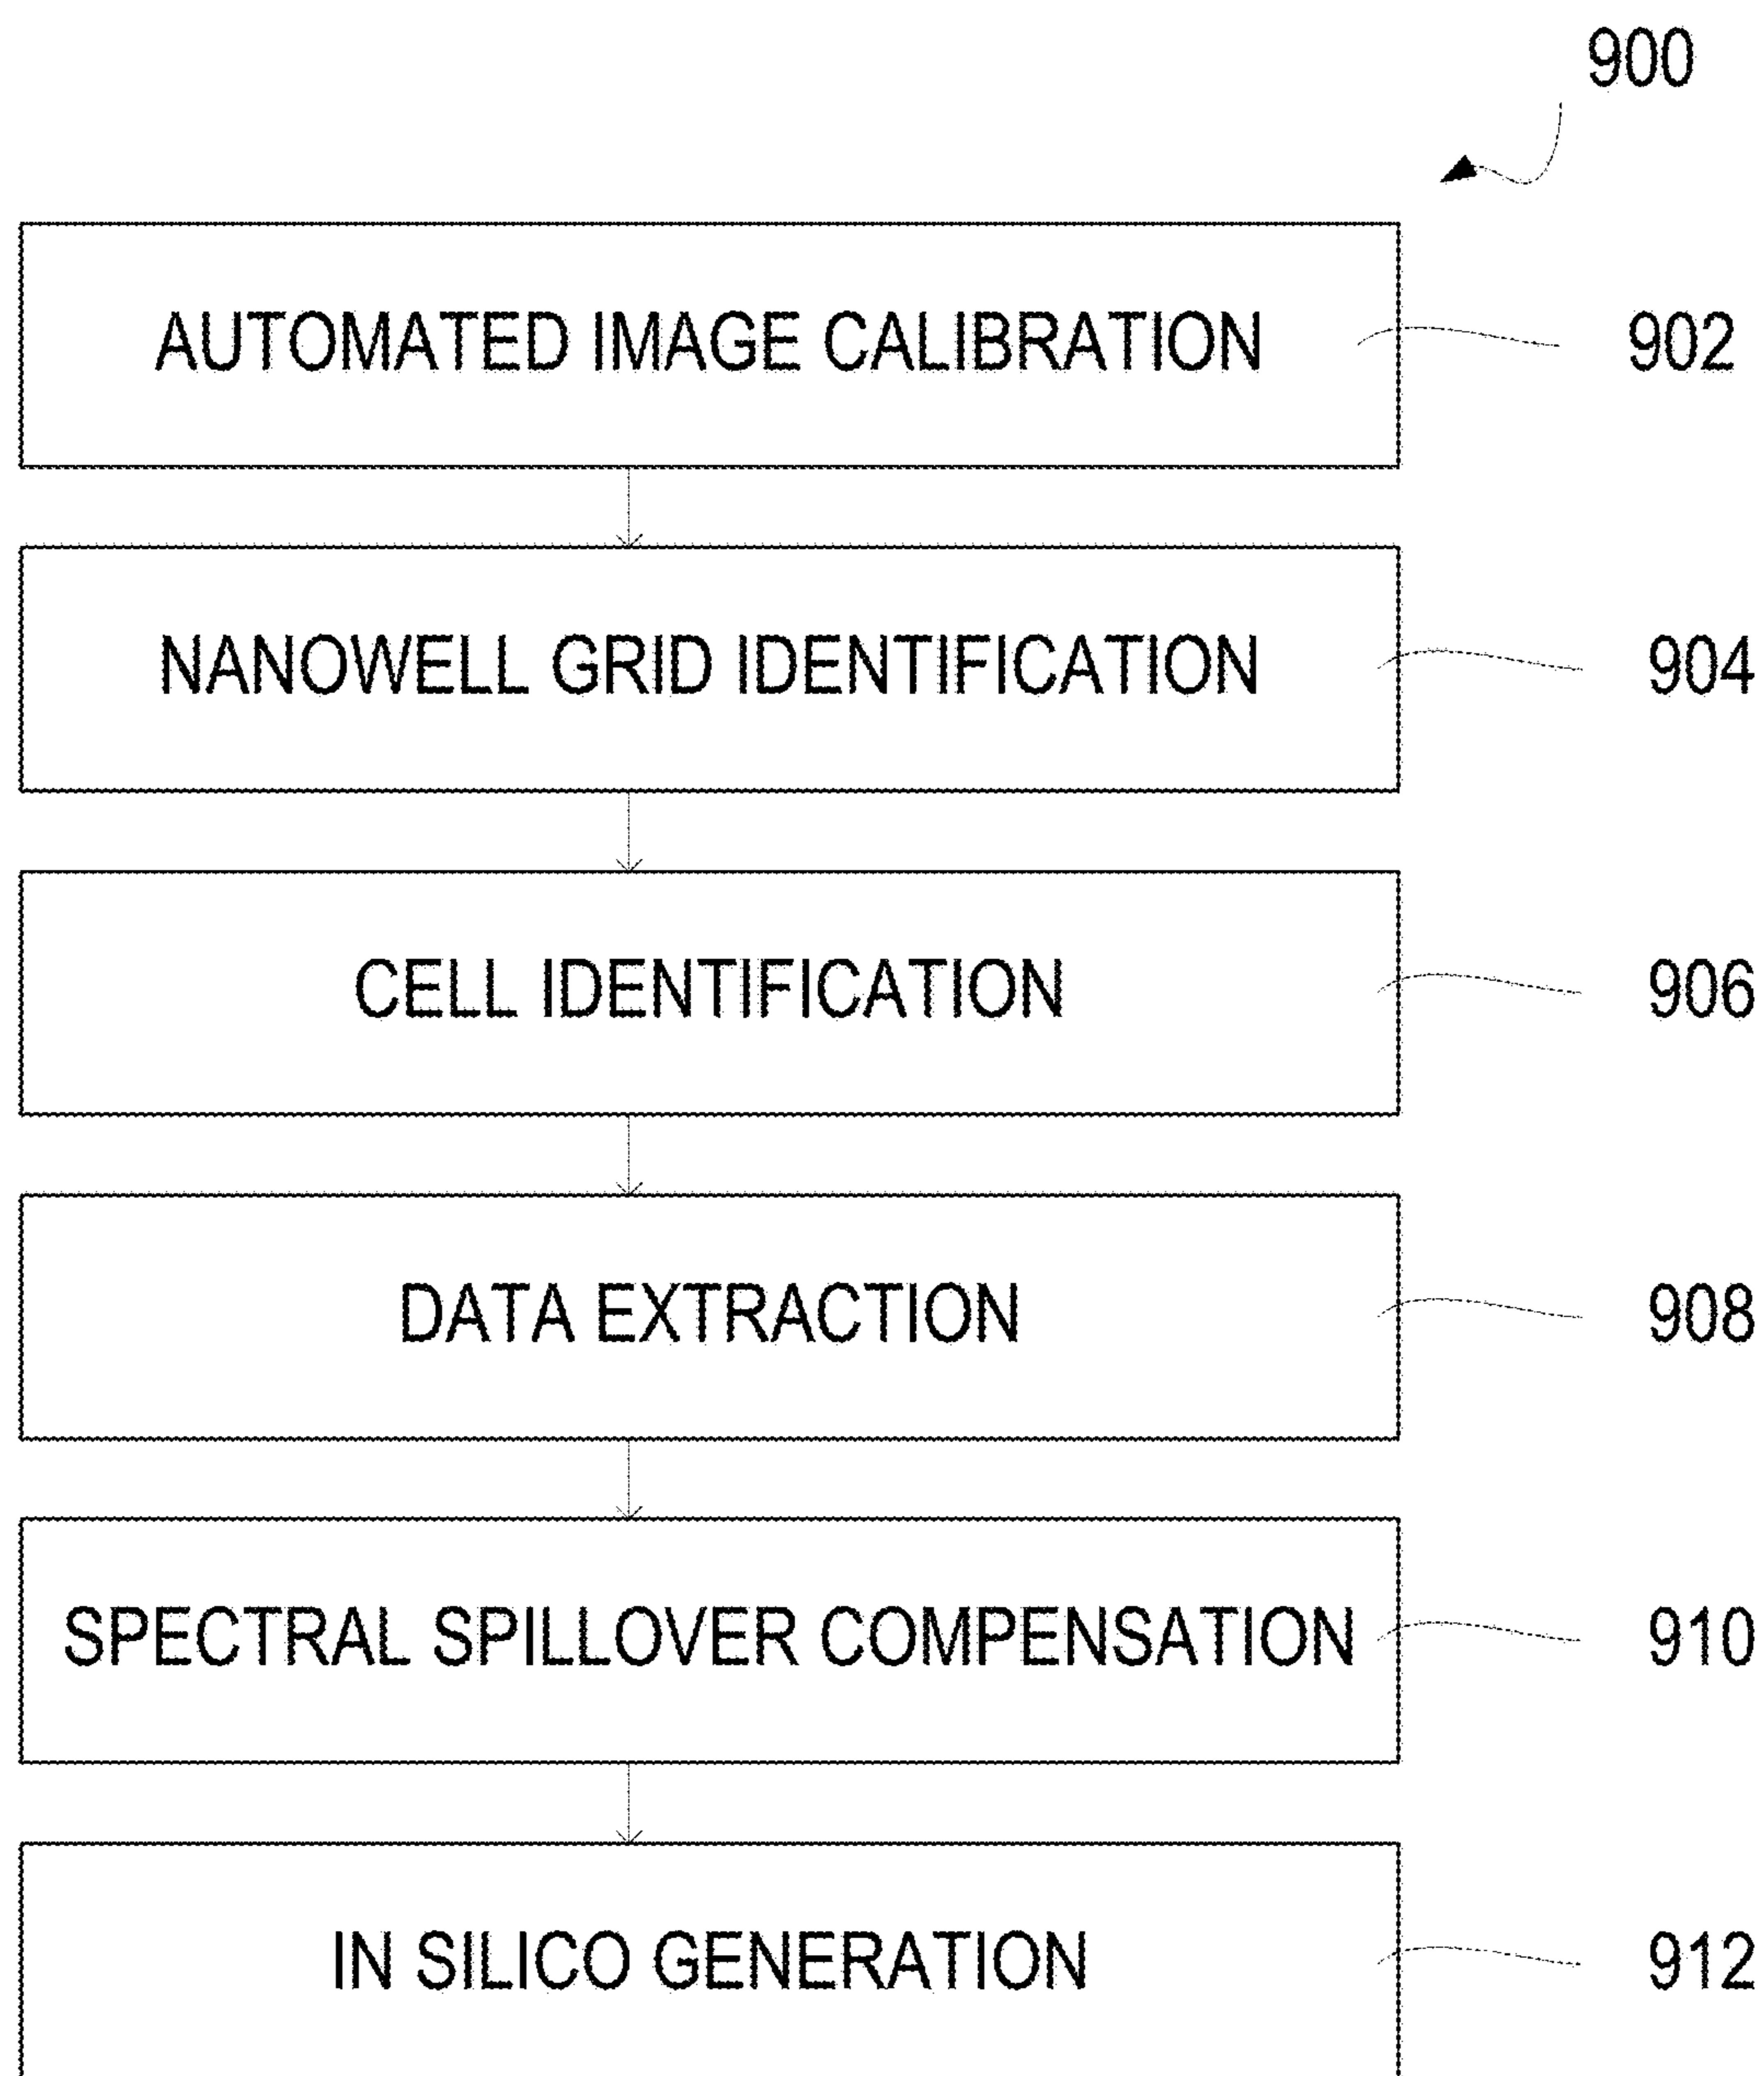 900
AUTOMATED IMAGE CALIBRATION 902
NANOWELL GRID IDENTIFICATION 904
CELL IDENTIFICATION 906
DATA EXTRACTION 908
SPECTRAL SPILLOVER COMPENSATION 910
IN SILICO GENERATION 912